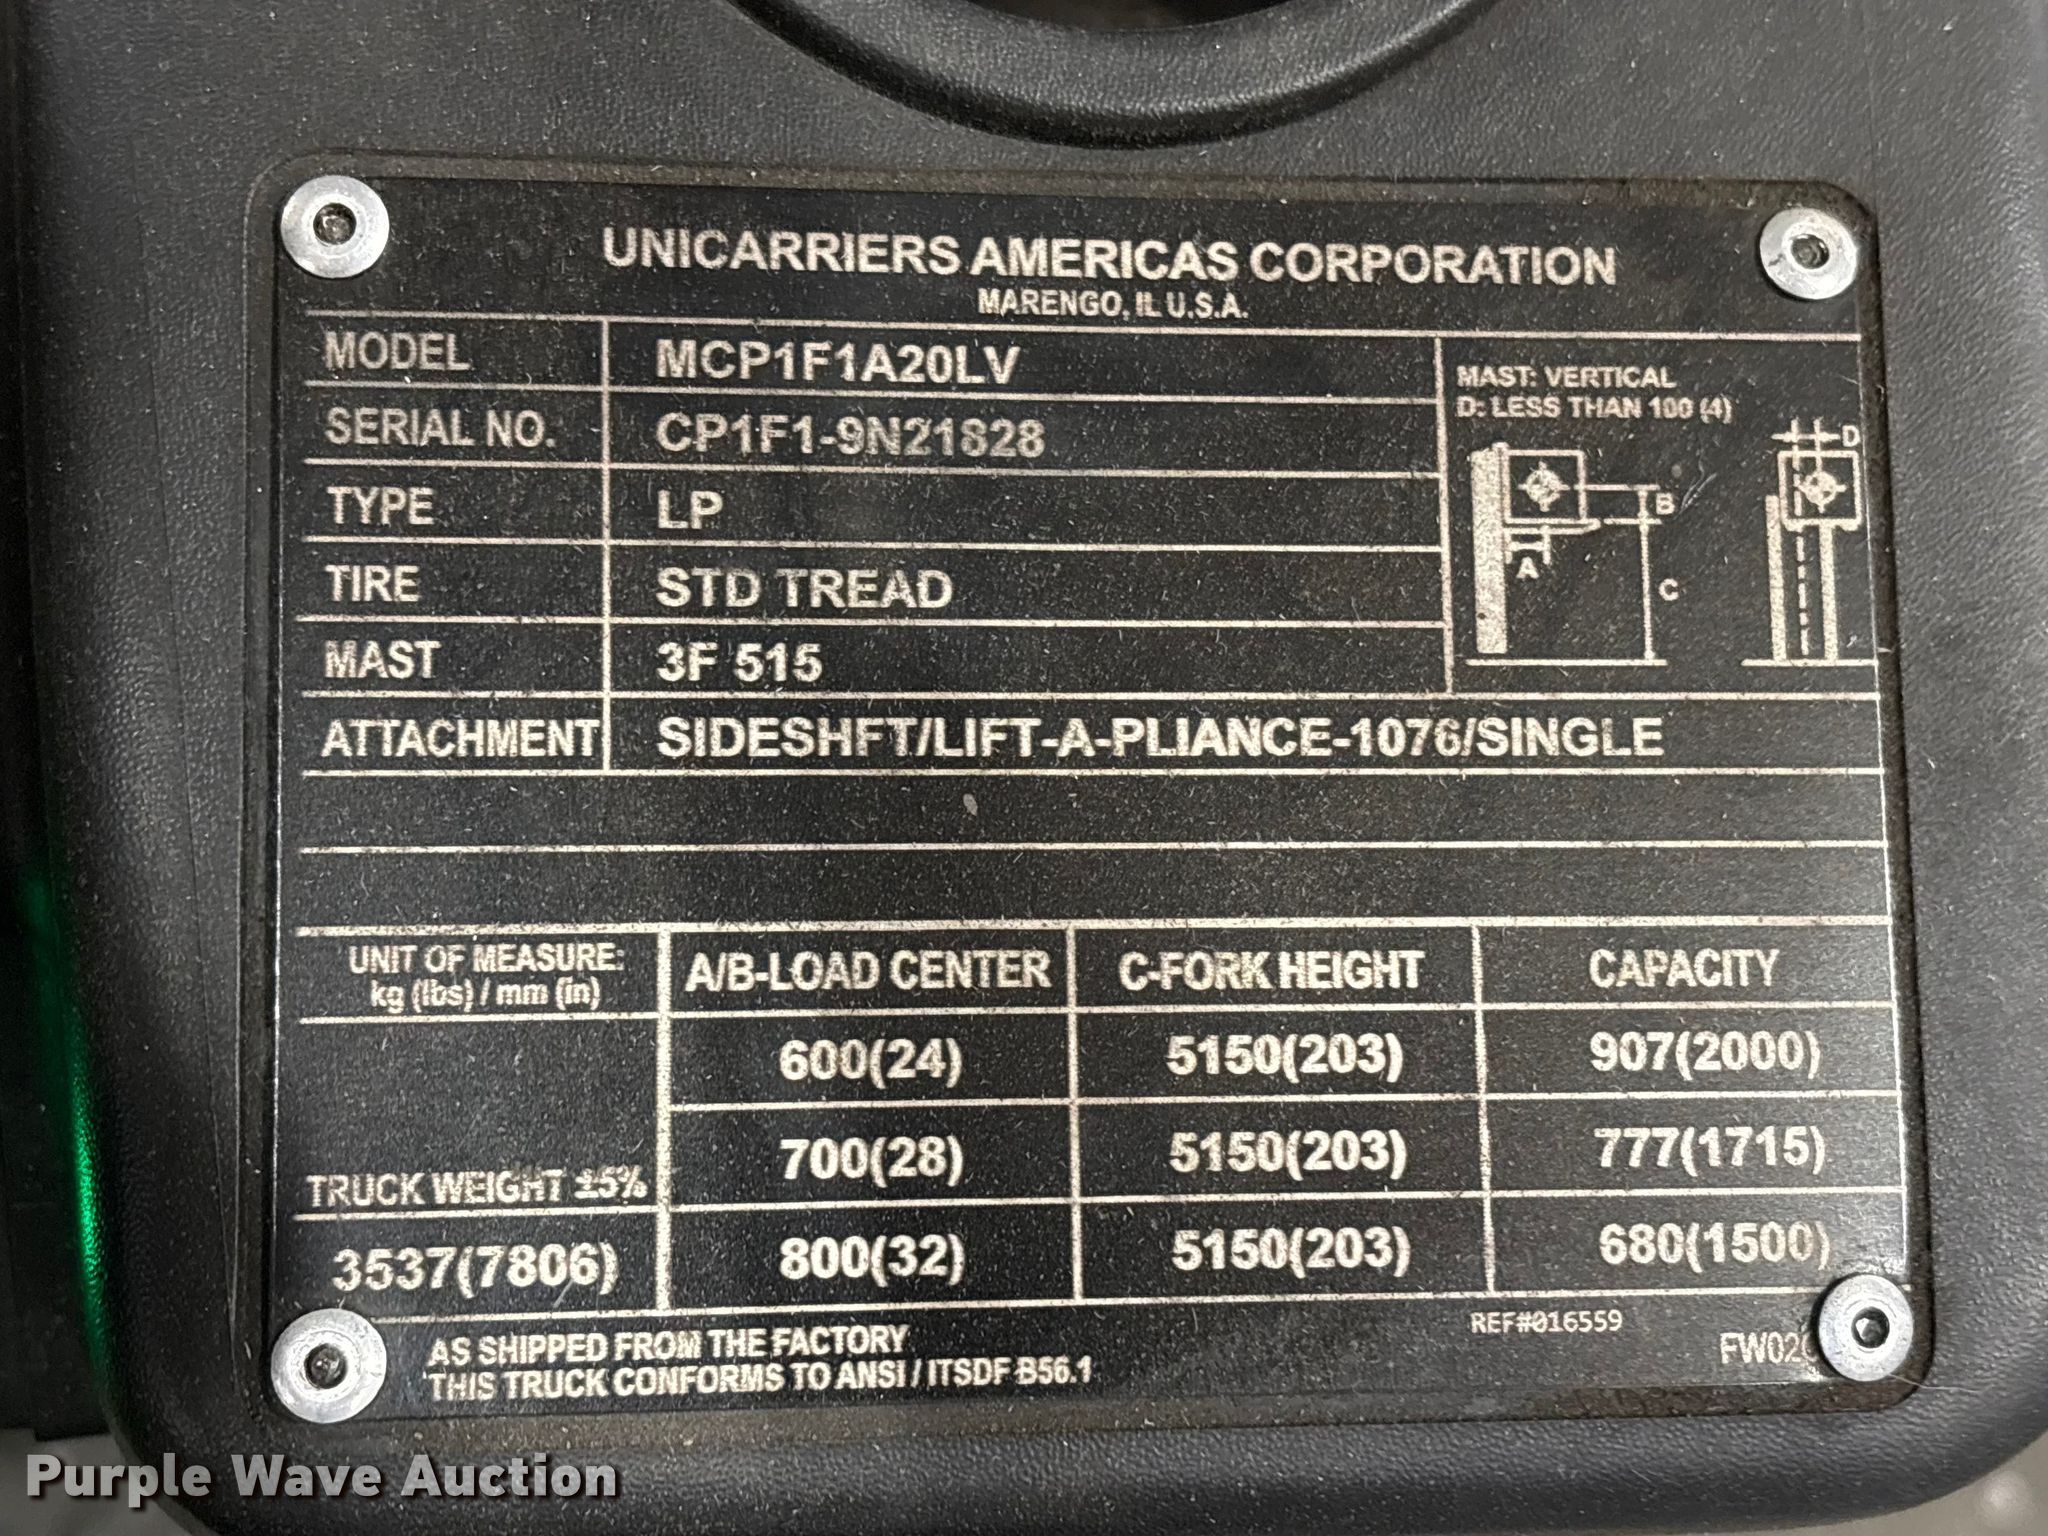 UNICARRIERS AMERICAS CORPORATION
MARENGO, IL U.S.A.
MODEL MCP1F1A20LV
SERIAL NO. CP1F1-9N21828
TYPE LP
TIRE STD TREAD
MAST 3F 515
MAST: VERTICAL
D: LESS THAN 100 (4)
D
B
A
C
ATTACHMENT SIDESHFT/LIFT-A-PLIANCE-1076/SINGLE
UNIT OF MEASURE:
kg (lbs) / mm (in)
A/B-LOAD CENTER C-FORK HEIGHT CAPACITY
600(24) 5150(203) 907(2000)
700(28) 5150(203) 777(1715)
800(32) 5150(203) 680(1500)
TRUCK WEIGHT ±5%
3537(7806)
AS SHIPPED FROM THE FACTORY
THIS TRUCK CONFORMS TO ANSI / ITSDF B56.1
REF#016559
Purple Wave Auction